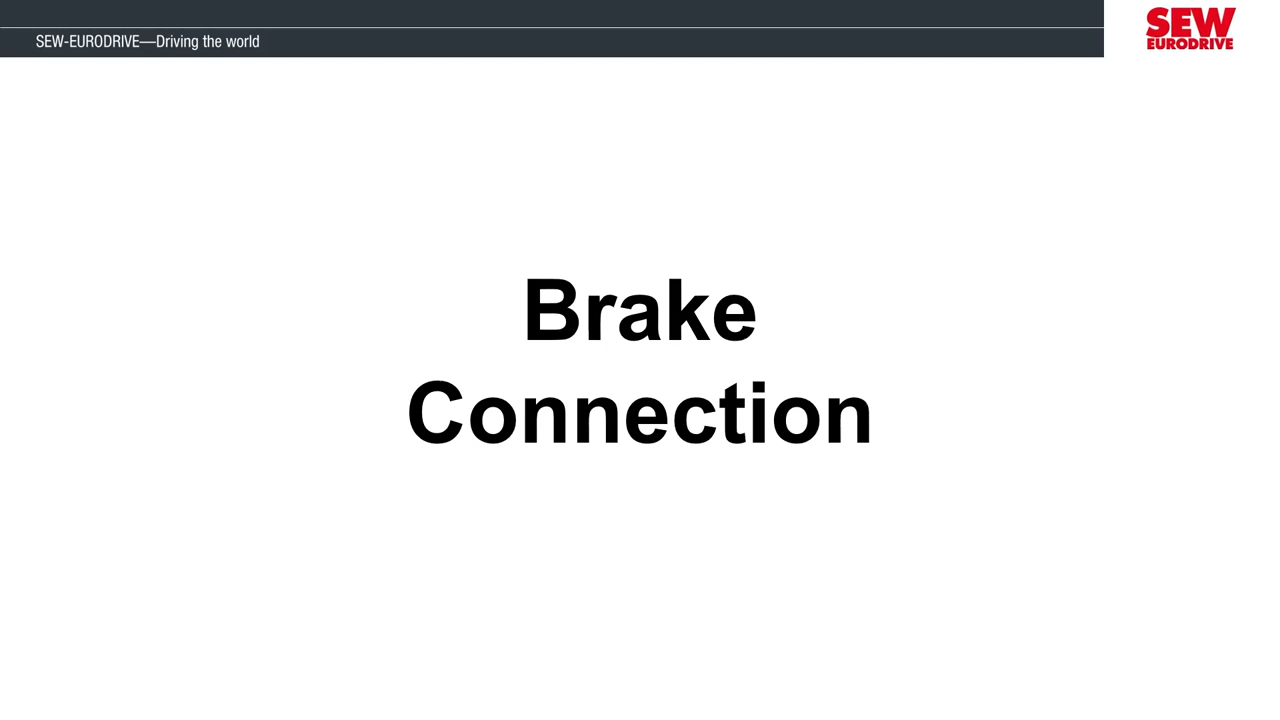 SEW-EURODRIVE—Driving the world
SEW
EURODRIVE
Brake
Connection